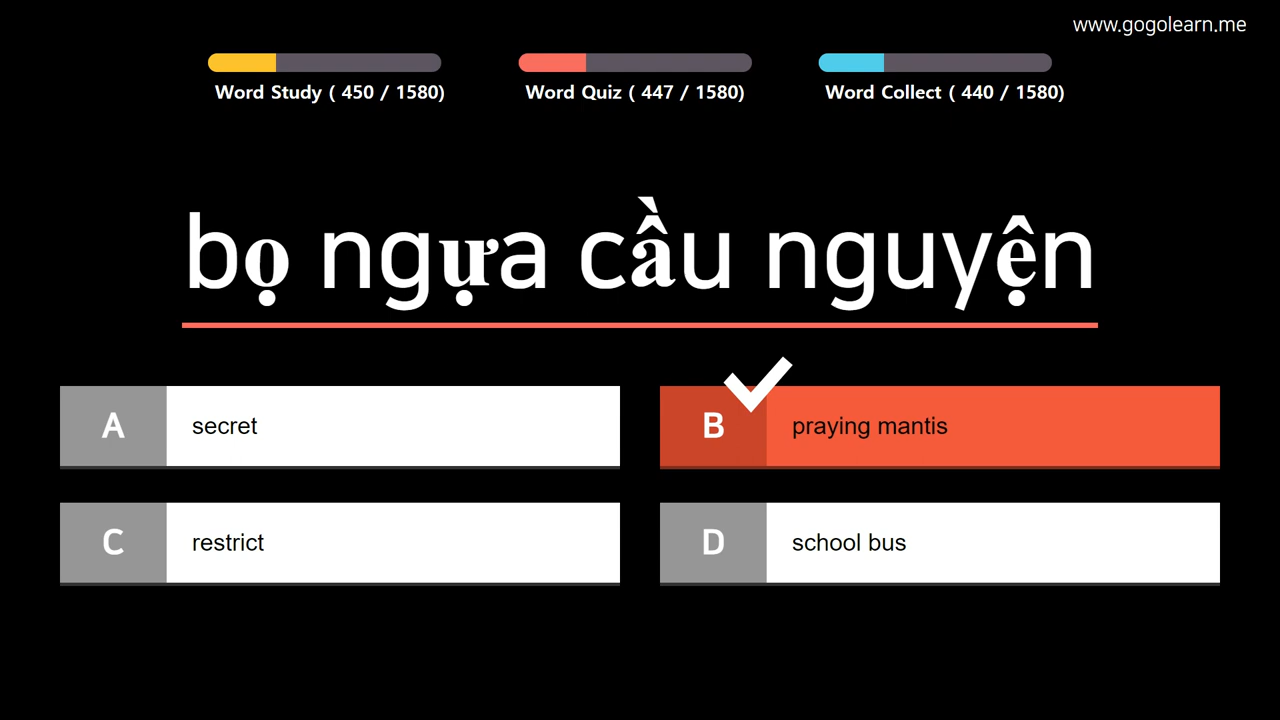 www.gogolearn.me
Word Study ( 450 / 1580)
Word Quiz ( 447 / 1580)
Word Collect ( 440 / 1580)
bọ ngựa cầu nguyện
A secret
B praying mantis
C restrict
D school bus